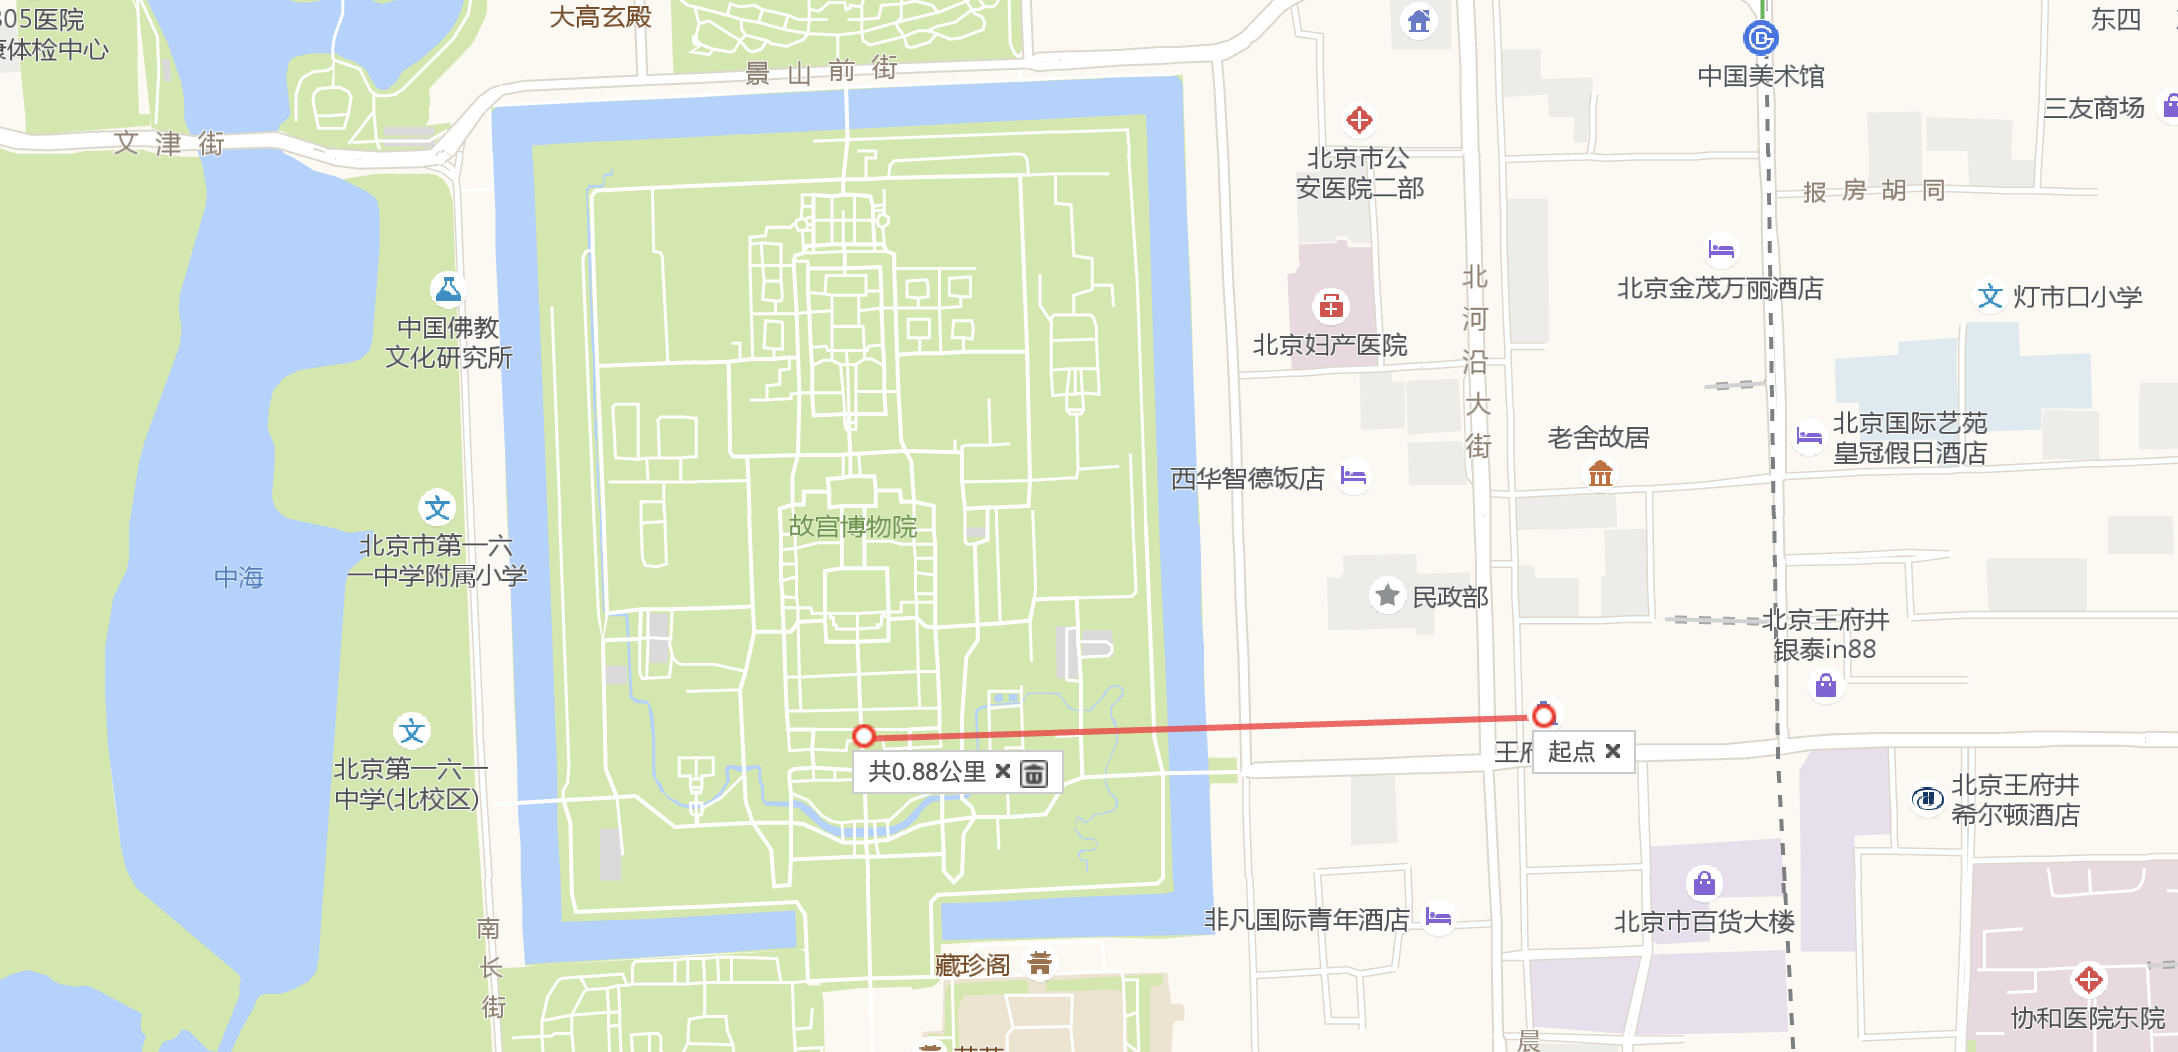 305医院
康体检中心
大高玄殿
景山前街
文津街
中国美术馆
东四
三友商场
北京市公
安医院二部
报房胡同
北京金茂万丽酒店
灯市口小学
中国佛教
文化研究所
北京妇产医院
北河沿大街
老舍故居
北京国际艺苑
皇冠假日酒店
西华智德饭店
故宫博物院
北京市第一六
一中学附属小学
中海
民政部
北京王府井
银泰in88
王府
起点
共0.88公里
北京第一六一
中学(北校区)
北京王府井
希尔顿酒店
北京市百货大楼
非凡国际青年酒店
南长街
藏珍阁
协和医院东院
晨